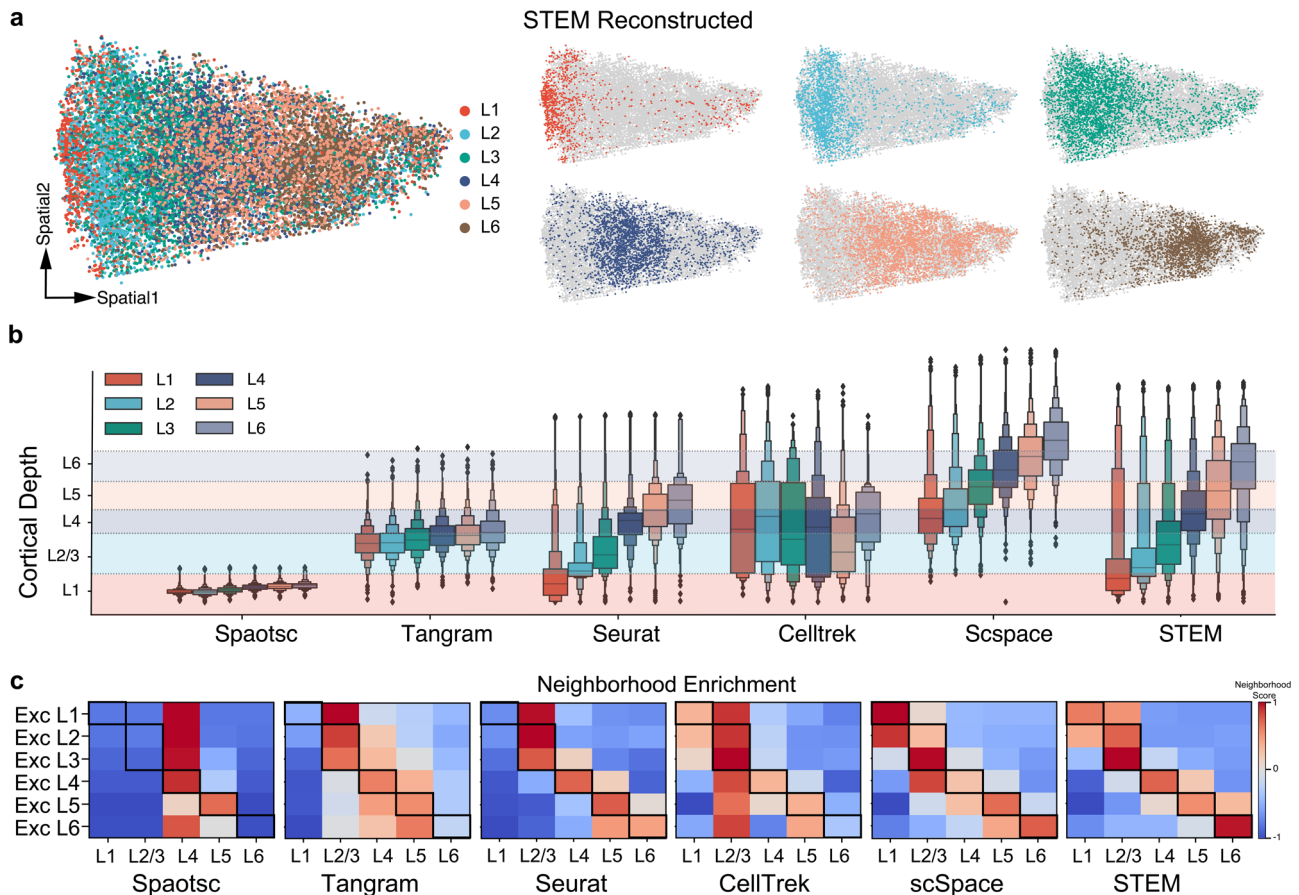 a
STEM Reconstructed
L1
L2
L3
L4
L5
L6
Spatial2
Spatial1
b
L1
L2
L3
L4
L5
L6
Cortical Depth
L6
L5
L4
L2/3
L1
Spaotsc
Tangram
Seurat
Celltrek
Scspace
STEM
c
Neighborhood Enrichment
Neighborhood
Score
1
0
-1
Exc L1
Exc L2
Exc L3
Exc L4
Exc L5
Exc L6
L1 L2/3 L4 L5 L6
L1 L2/3 L4 L5 L6
L1 L2/3 L4 L5 L6
L1 L2/3 L4 L5 L6
L1 L2/3 L4 L5 L6
L1 L2/3 L4 L5 L6
Spaotsc
Tangram
Seurat
CellTrek
scSpace
STEM